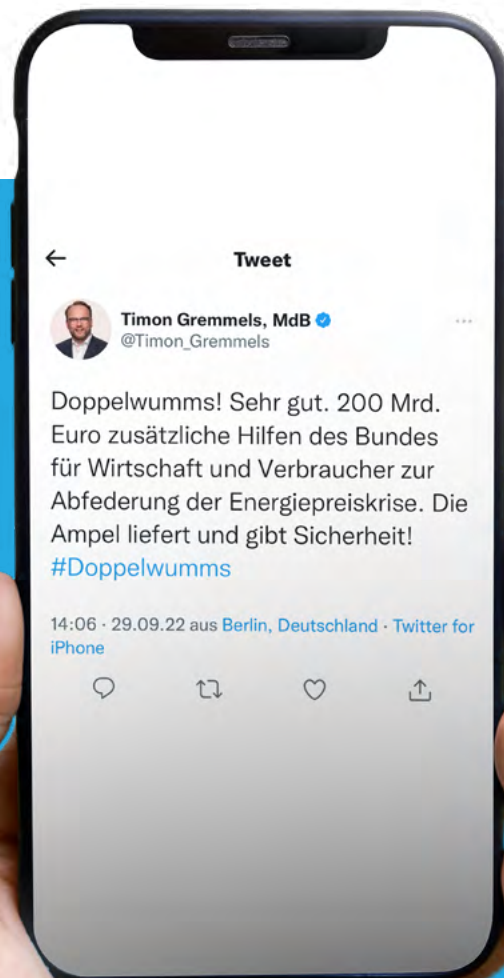 Tweet
Timon Gremmels, MdB
@Timon_Gremmels
Doppelwumms! Sehr gut. 200 Mrd.
Euro zusätzliche Hilfen des Bundes
für Wirtschaft und Verbraucher zur
Abfederung der Energiepreiskrise. Die
Ampel liefert und gibt Sicherheit!
#Doppelwumms
14:06 · 29.09.22 aus Berlin, Deutschland · Twitter for
iPhone